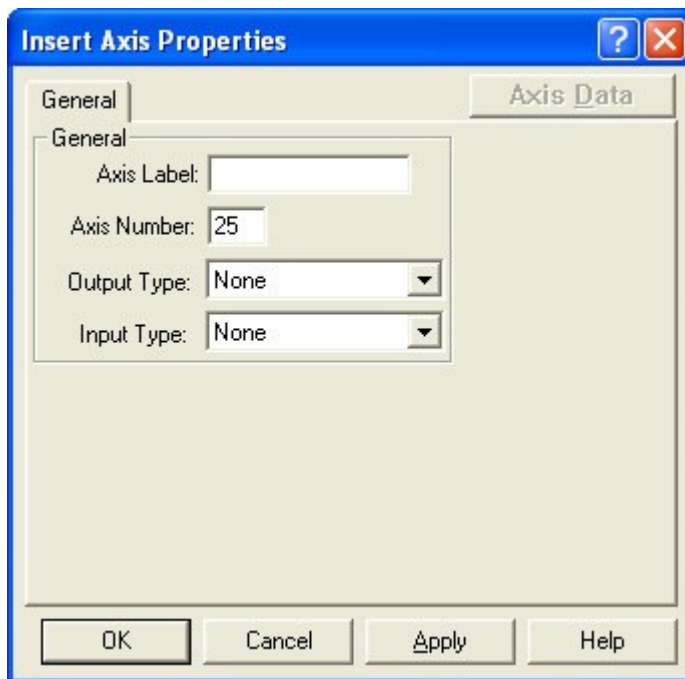 Insert Axis Properties ?
General Axis Data
General
Axis Label:
Axis Number: 25
Output Type: None
Input Type: None
OK Cancel Apply Help